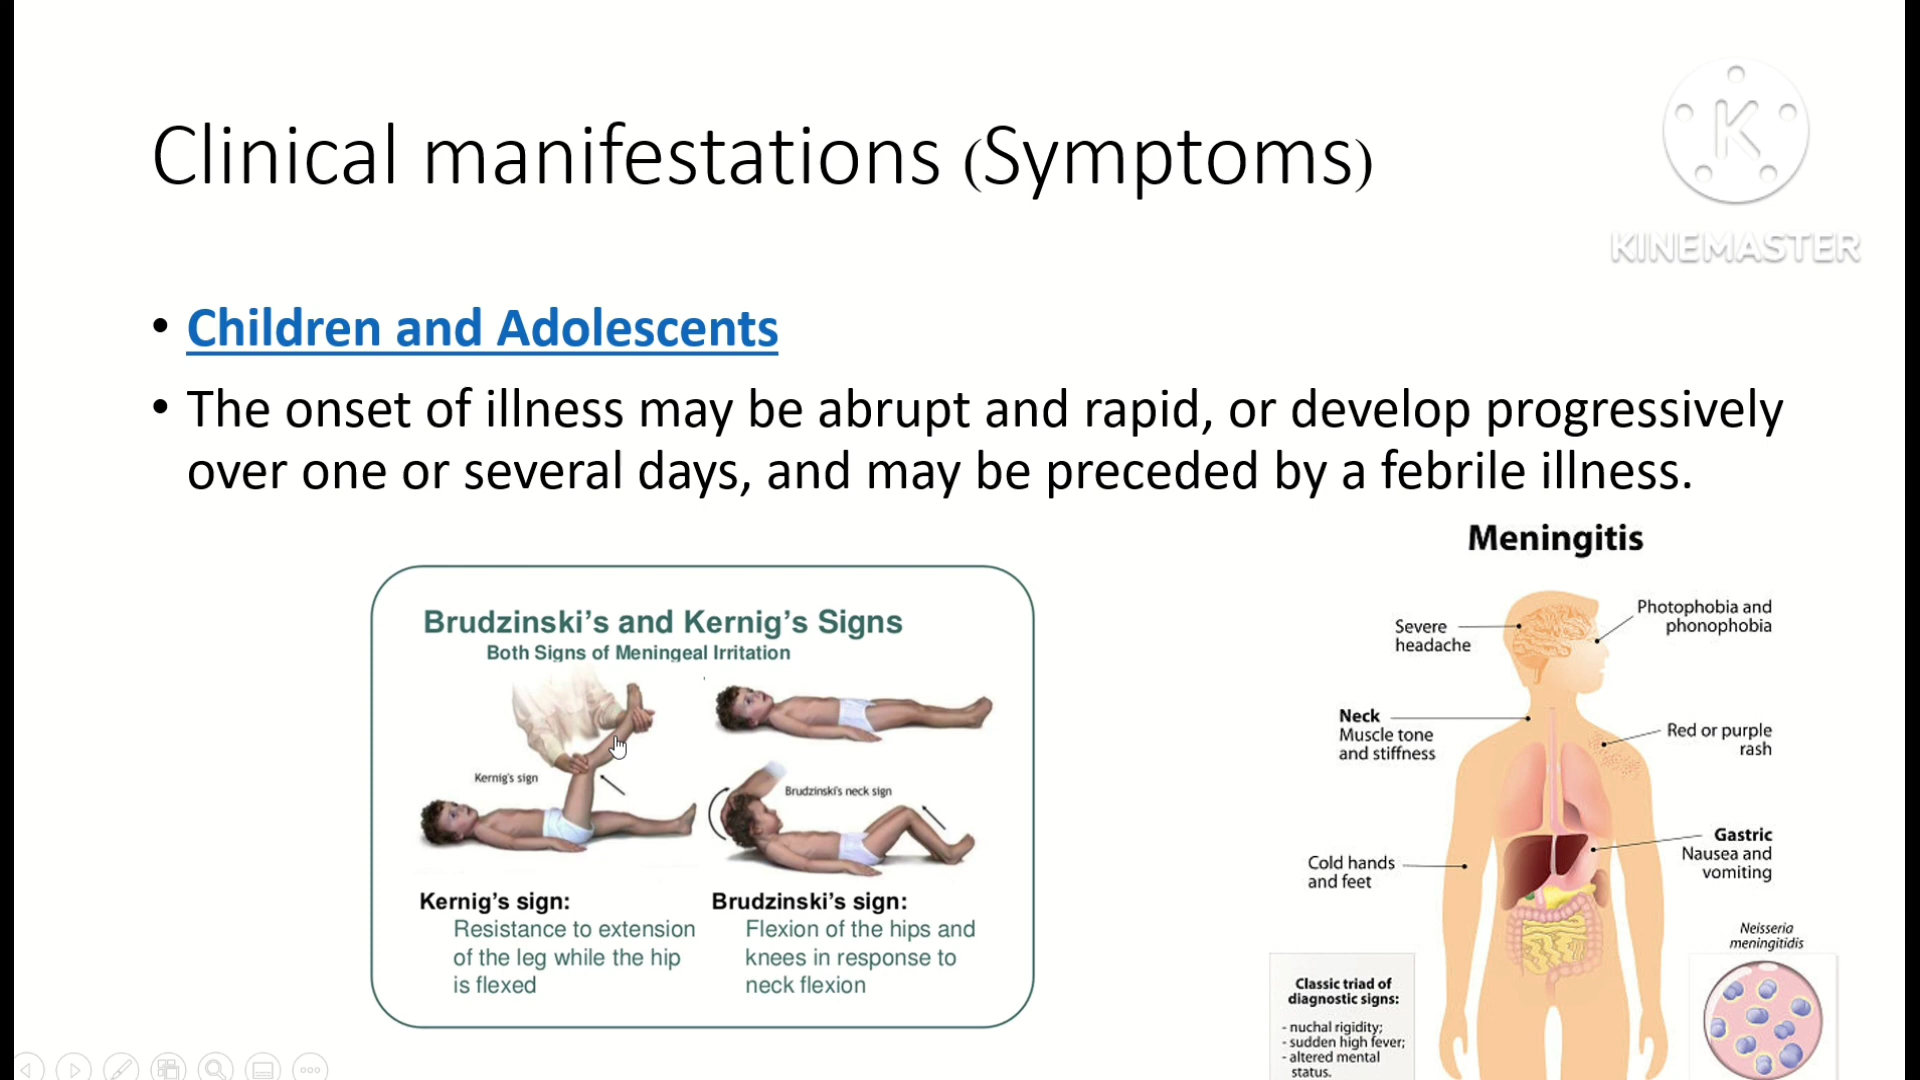 Clinical manifestations (Symptoms)
K
KINEMASTER
• Children and Adolescents
• The onset of illness may be abrupt and rapid, or develop progressively
over one or several days, and may be preceded by a febrile illness.
Brudzinski's and Kernig's Signs
Both Signs of Meningeal Irritation
Kernig's sign
Brudzinski's neck sign
Kernig's sign:
Resistance to extension
of the leg while the hip
is flexed
Brudzinski's sign:
Flexion of the hips and
knees in response to
neck flexion
Meningitis
Severe
headache
Photophobia and
phonophobia
Neck
Muscle tone
and stiffness
Red or purple
rash
Gastric
Nausea and
vomiting
Cold hands
and feet
Neisseria
meningitidis
Classic triad of
diagnostic signs:
- nuchal rigidity;
- sudden high fever;
- altered mental
status.